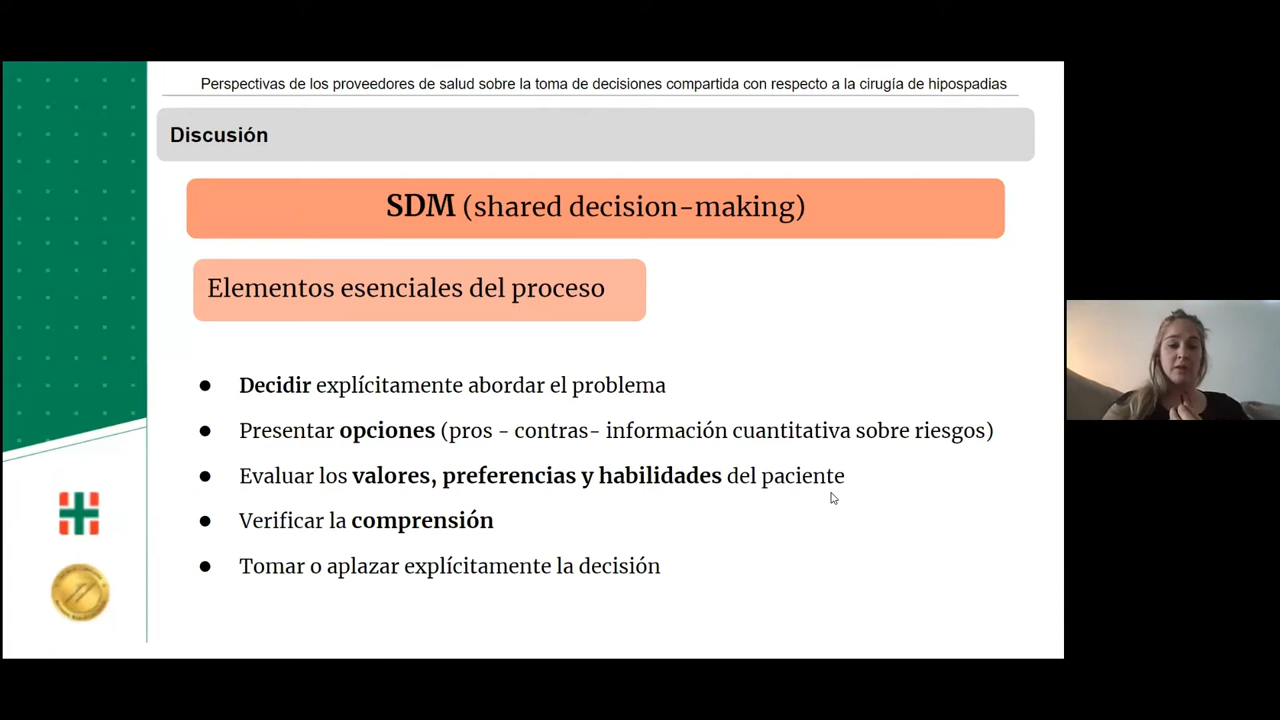 Perspectivas de los proveedores de salud sobre la toma de decisiones compartida con respecto a la cirugía de hipospadias
Discusión
SDM (shared decision-making)
Elementos esenciales del proceso
● Decidir explícitamente abordar el problema
● Presentar opciones (pros - contras- información cuantitativa sobre riesgos)
● Evaluar los valores, preferencias y habilidades del paciente
● Verificar la comprensión
● Tomar o aplazar explícitamente la decisión